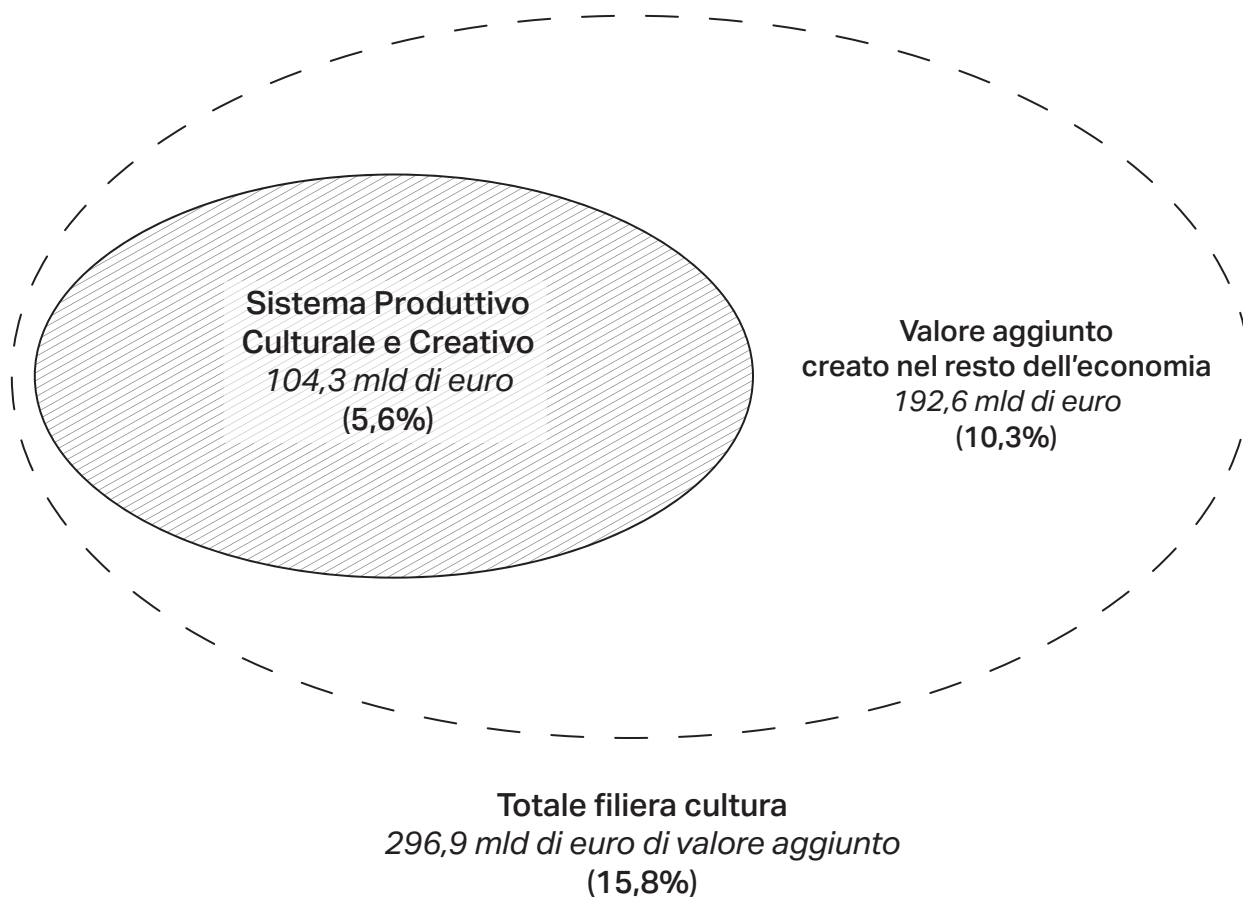 Sistema Produttivo
Culturale e Creativo
104,3 mld di euro
(5,6%)
Valore aggiunto
creato nel resto dell’economia
192,6 mld di euro
(10,3%)
Totale filiera cultura
296,9 mld di euro di valore aggiunto
(15,8%)